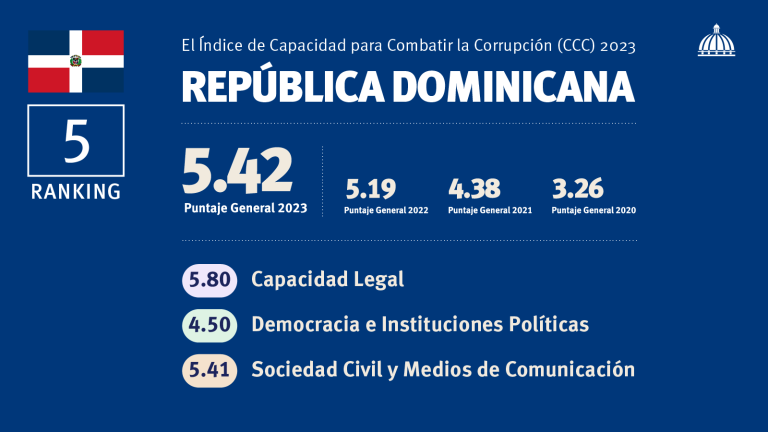 El Índice de Capacidad para Combatir la Corrupción (CCC) 2023
REPÚBLICA DOMINICANA
5
RANKING
5.42
Puntaje General 2023
5.19
Puntaje General 2022
4.38
Puntaje General 2021
3.26
Puntaje General 2020
5.80 Capacidad Legal
4.50 Democracia e Instituciones Políticas
5.41 Sociedad Civil y Medios de Comunicación